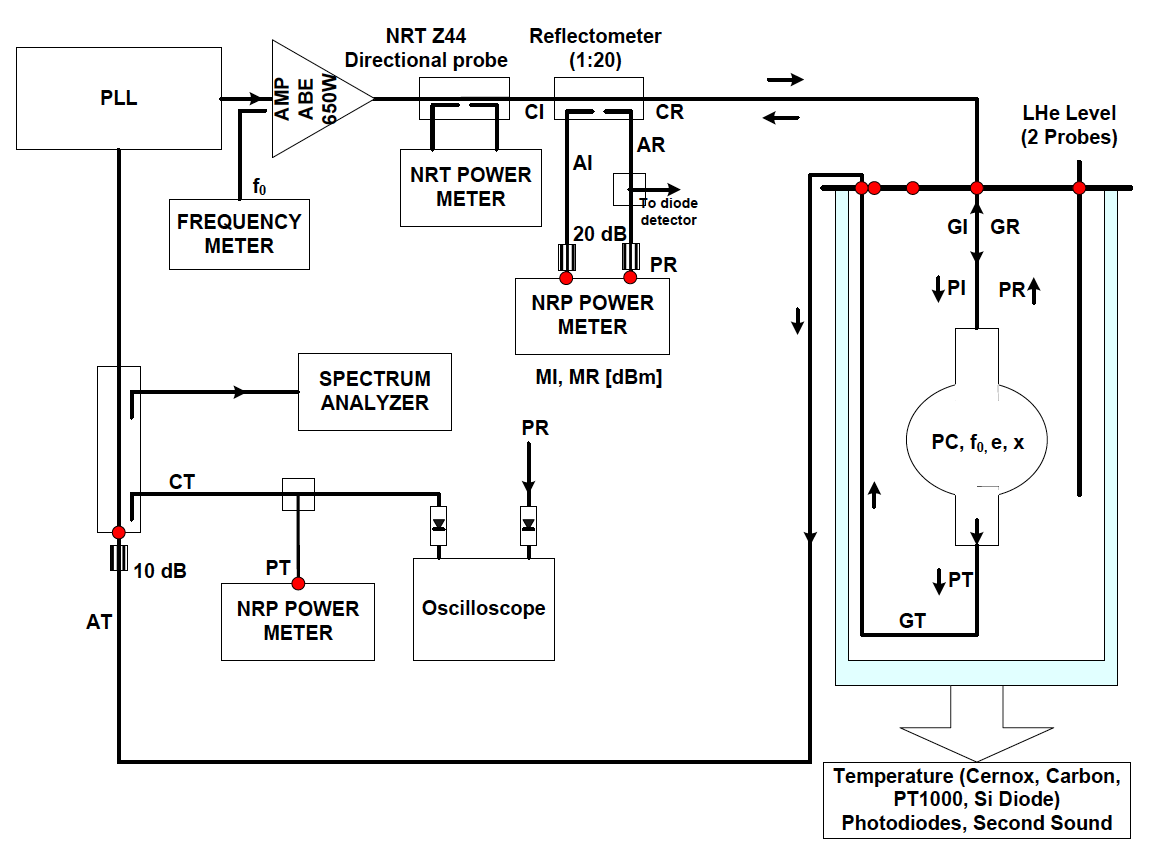 NRT Z44
Directional probe
Reflectometer
(1:20)
PLL
AMP
ABE
650W
CI
CR
LHe Level
(2 Probes)
f0
FREQUENCY
METER
NRT POWER
METER
AI
AR
To diode
detector
20 dB
PR
NRP POWER
METER
MI, MR [dBm]
GI
GR
PI
PR
SPECTRUM
ANALYZER
PR
PC, f0, e, x
CT
10 dB
PT
NRP POWER
METER
Oscilloscope
AT
PT
GT
Temperature (Cernox, Carbon,
PT1000, Si Diode)
Photodiodes, Second Sound